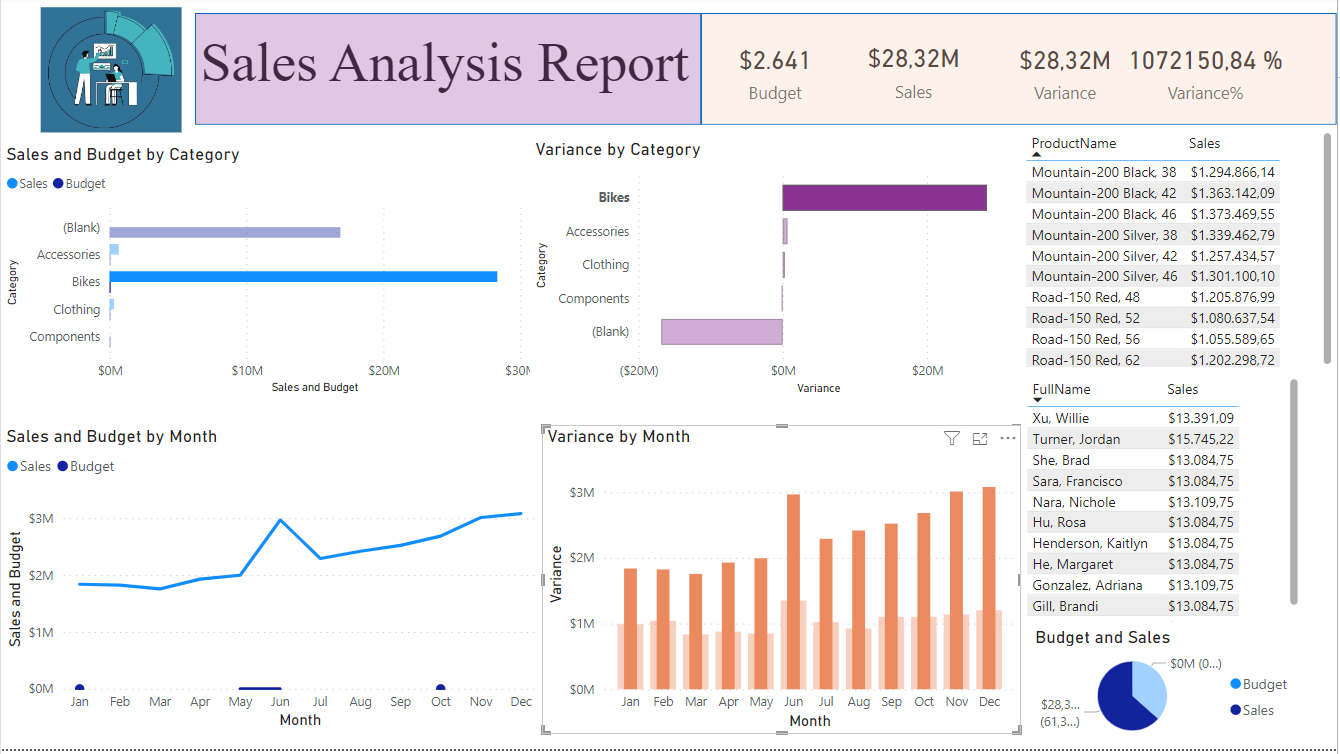 Sales Analysis Report
$2.641
Budget
$28,32M
Sales
$28,32M
Variance
1072150,84 %
Variance%
Sales and Budget by Category
Sales Budget
Category
(Blank)
Accessories
Bikes
Clothing
Components
$0M $10M $20M $30M
Sales and Budget
Variance by Category
Category
Bikes
Accessories
Clothing
Components
(Blank)
($20M) $0M $20M
Variance
ProductName Sales
Mountain-200 Black, 38 $1.294.866,14
Mountain-200 Black, 42 $1.363.142,09
Mountain-200 Black, 46 $1.373.469,55
Mountain-200 Silver, 38 $1.339.462,79
Mountain-200 Silver, 42 $1.257.434,57
Mountain-200 Silver, 46 $1.301.100,10
Road-150 Red, 48 $1.205.876,99
Road-150 Red, 52 $1.080.637,54
Road-150 Red, 56 $1.055.589,65
Road-150 Red, 62 $1.202.298,72
FullName Sales
Xu, Willie $13.391,09
Turner, Jordan $15.745,22
She, Brad $13.084,75
Sara, Francisco $13.084,75
Nara, Nichole $13.109,75
Hu, Rosa $13.084,75
Henderson, Kaitlyn $13.084,75
He, Margaret $13.084,75
Gonzalez, Adriana $13.109,75
Gill, Brandi $13.084,75
Sales and Budget by Month
Sales Budget
Sales and Budget
$3M
$2M
$1M
$0M
Jan Feb Mar Apr May Jun Jul Aug Sep Oct Nov Dec
Month
Variance by Month
Variance
$3M
$2M
$1M
$0M
Jan Feb Mar Apr May Jun Jul Aug Sep Oct Nov Dec
Month
Budget and Sales
$0M (0...)
$28,3...
(61,3...)
Budget
Sales